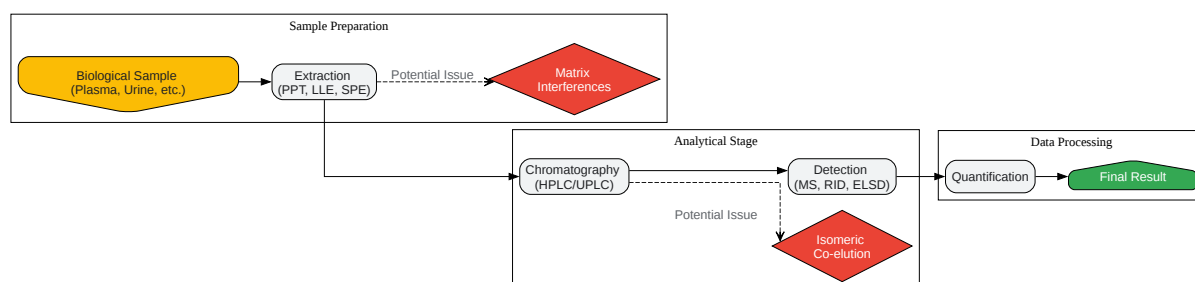 Sample Preparation
Biological Sample
(Plasma, Urine, etc.)
Extraction
(PPT, LLE, SPE)
Potential Issue
Matrix
Interferences
Analytical Stage
Chromatography
(HPLC/UPLC)
Detection
(MS, RID, ELSD)
Potential Issue
Isomeric
Co-elution
Data Processing
Quantification
Final Result